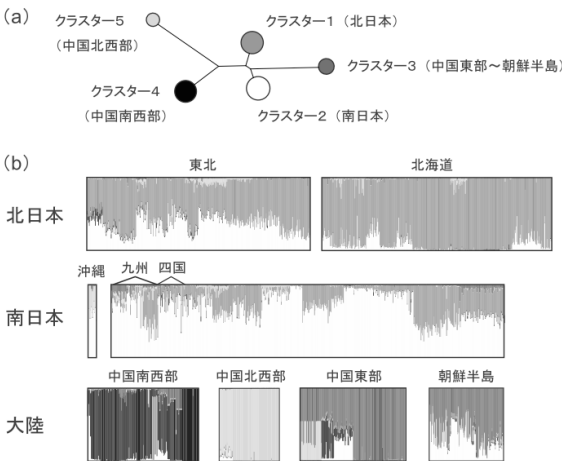 (a)
クラスター5
(中国北西部)
クラスター1(北日本)
クラスター3(中国東部〜朝鮮半島)
クラスター4
(中国南西部)
クラスター2(南日本)
(b)
東北
北海道
北日本
沖縄
九州
四国
南日本
中国南西部
中国北西部
中国東部
朝鮮半島
大陸